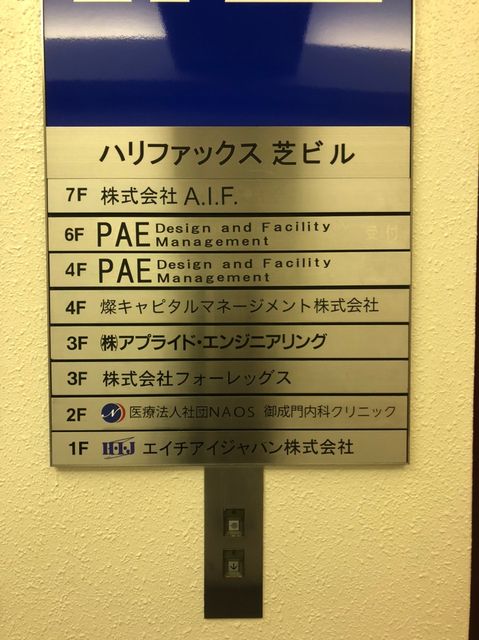 ハリファックス 芝ビル
7F 株式会社 A.I.F.
6F PAE Design and Facility Management 受付
4F PAE Design and Facility Management
4F 燦キャピタルマネージメント株式会社
3F ㈱アプライド・エンジニアリング
3F 株式会社フォーレッグス
2F 医療法人社団NAOS 御成門内科クリニック
1F HIJ エイチアイジャパン株式会社